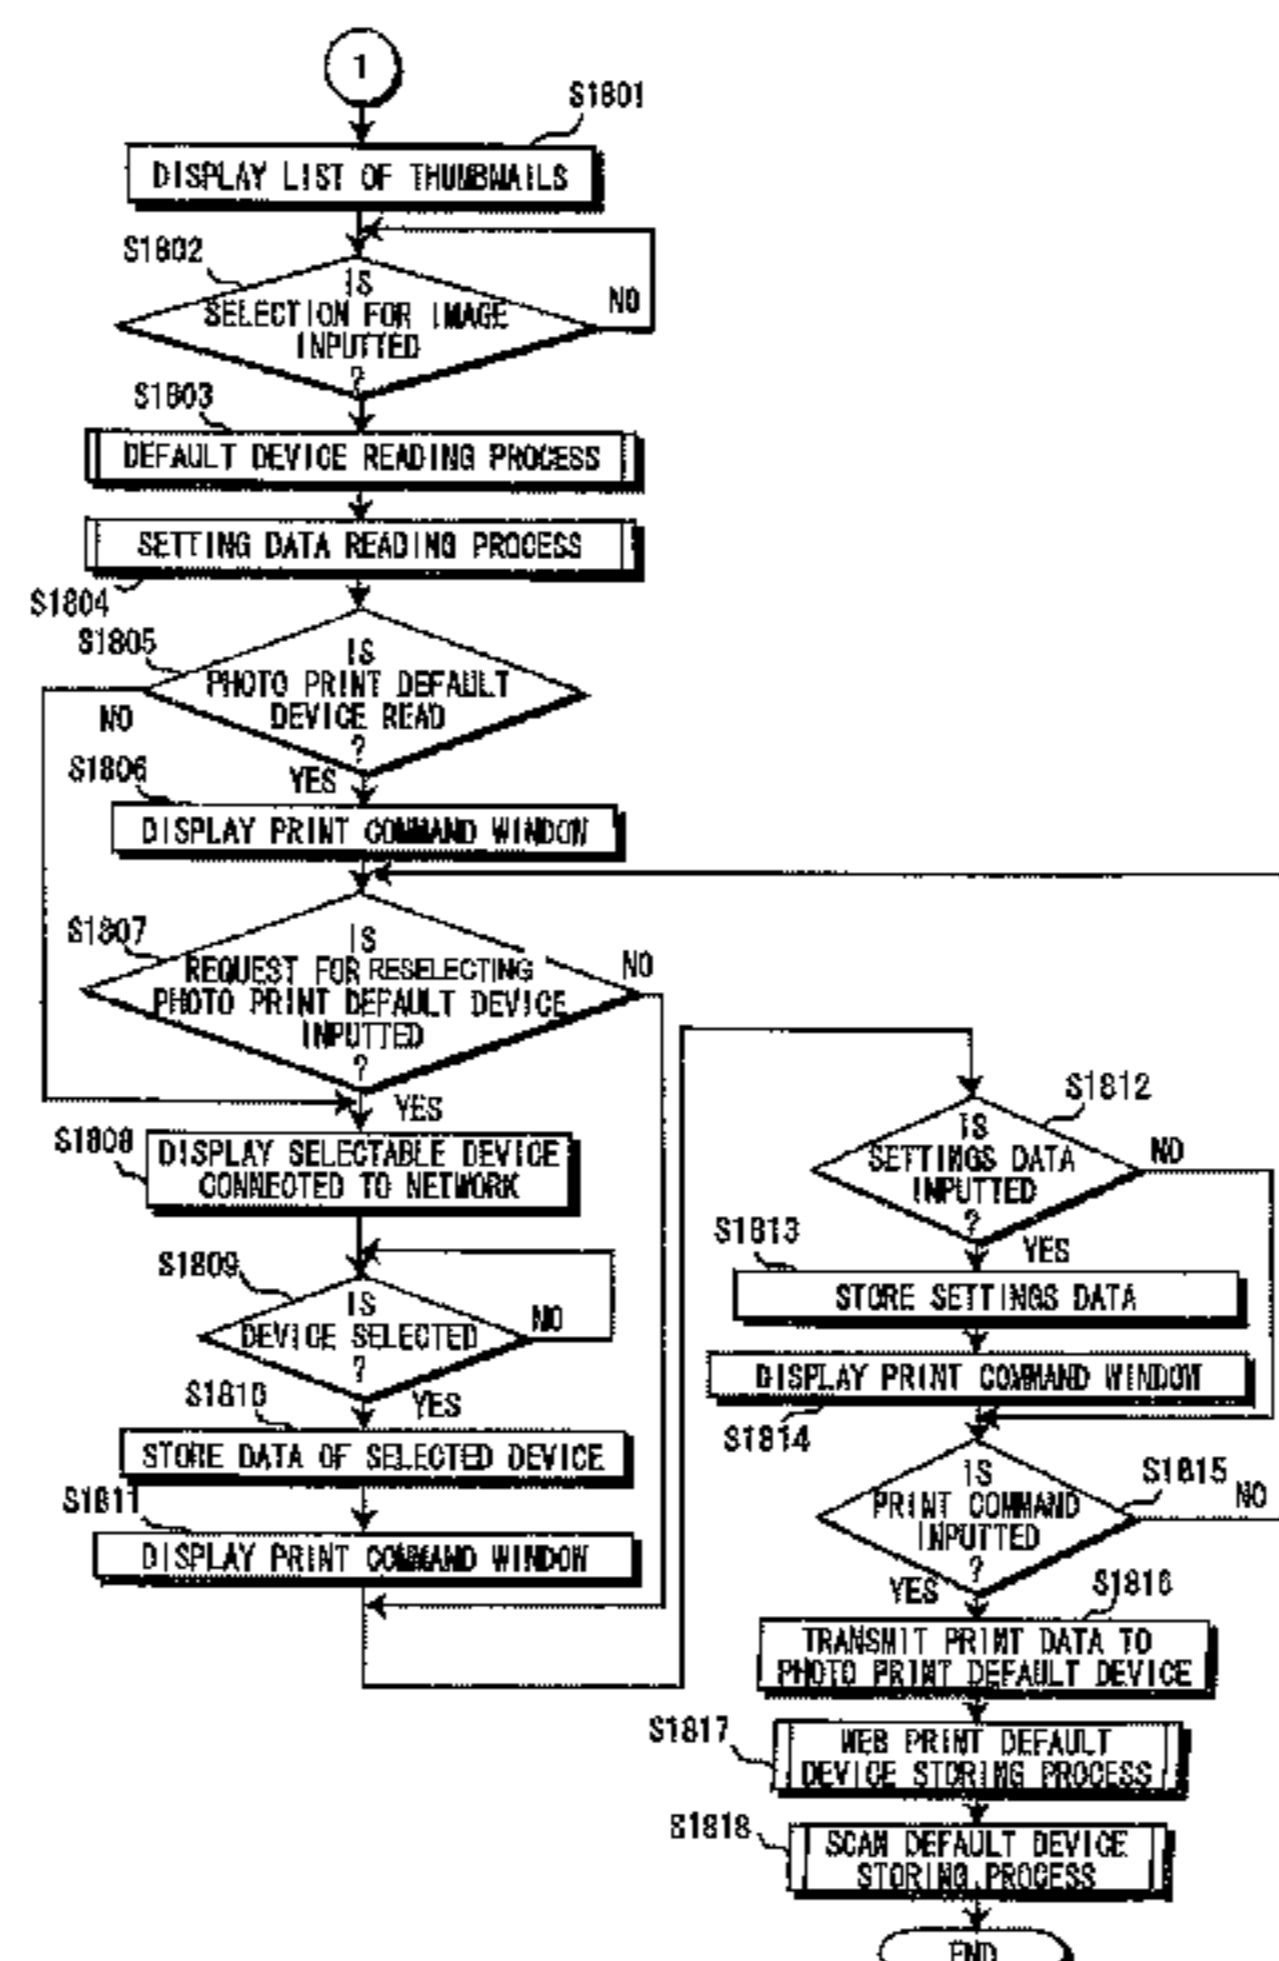 1
S1801
DISPLAY LIST OF THUMBNAILS
S1802
IS
SELECTION FOR IMAGE
INPUTTED
?
NO
S1803
DEFAULT DEVICE READING PROCESS
SETTING DATA READING PROCESS
S1804
S1805
IS
PHOTO PRINT DEFAULT
DEVICE READ
?
NO
YES
S1806
DISPLAY PRINT COMMAND WINDOW
S1807
IS
REQUEST FOR RESELECTING
PHOTO PRINT DEFAULT DEVICE
INPUTTED
?
NO
YES
S1808
DISPLAY SELECTABLE DEVICE
CONNECTED TO NETWORK
S1809
IS
DEVICE SELECTED
?
NO
YES
S1810
STORE DATA OF SELECTED DEVICE
S1811
DISPLAY PRINT COMMAND WINDOW
S1812
IS
SETTINGS DATA
INPUTTED
?
NO
YES
S1813
STORE SETTINGS DATA
DISPLAY PRINT COMMAND WINDOW
S1814
IS
PRINT COMMAND
INPUTTED
?
S1815
NO
YES
S1816
TRANSMIT PRINT DATA TO
PHOTO PRINT DEFAULT DEVICE
S1817
WEB PRINT DEFAULT
DEVICE STORING PROCESS
S1818
SCAN DEFAULT DEVICE
STORING PROCESS
END